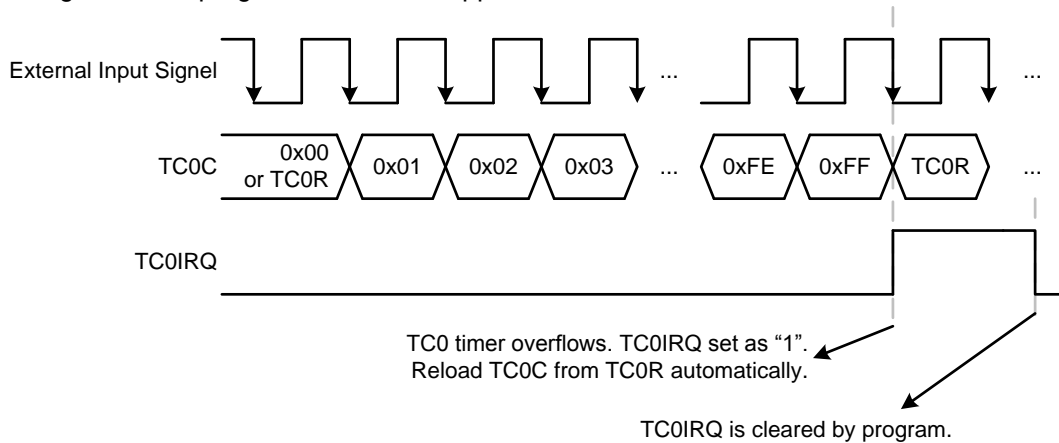 External Input Signel
...
...
TC0C
0x00
or TC0R
0x01
0x02
0x03
...
0xFE
0xFF
TC0R
...
TC0IRQ
TC0 timer overflows. TC0IRQ set as “1”.
Reload TC0C from TC0R automatically.
TC0IRQ is cleared by program.